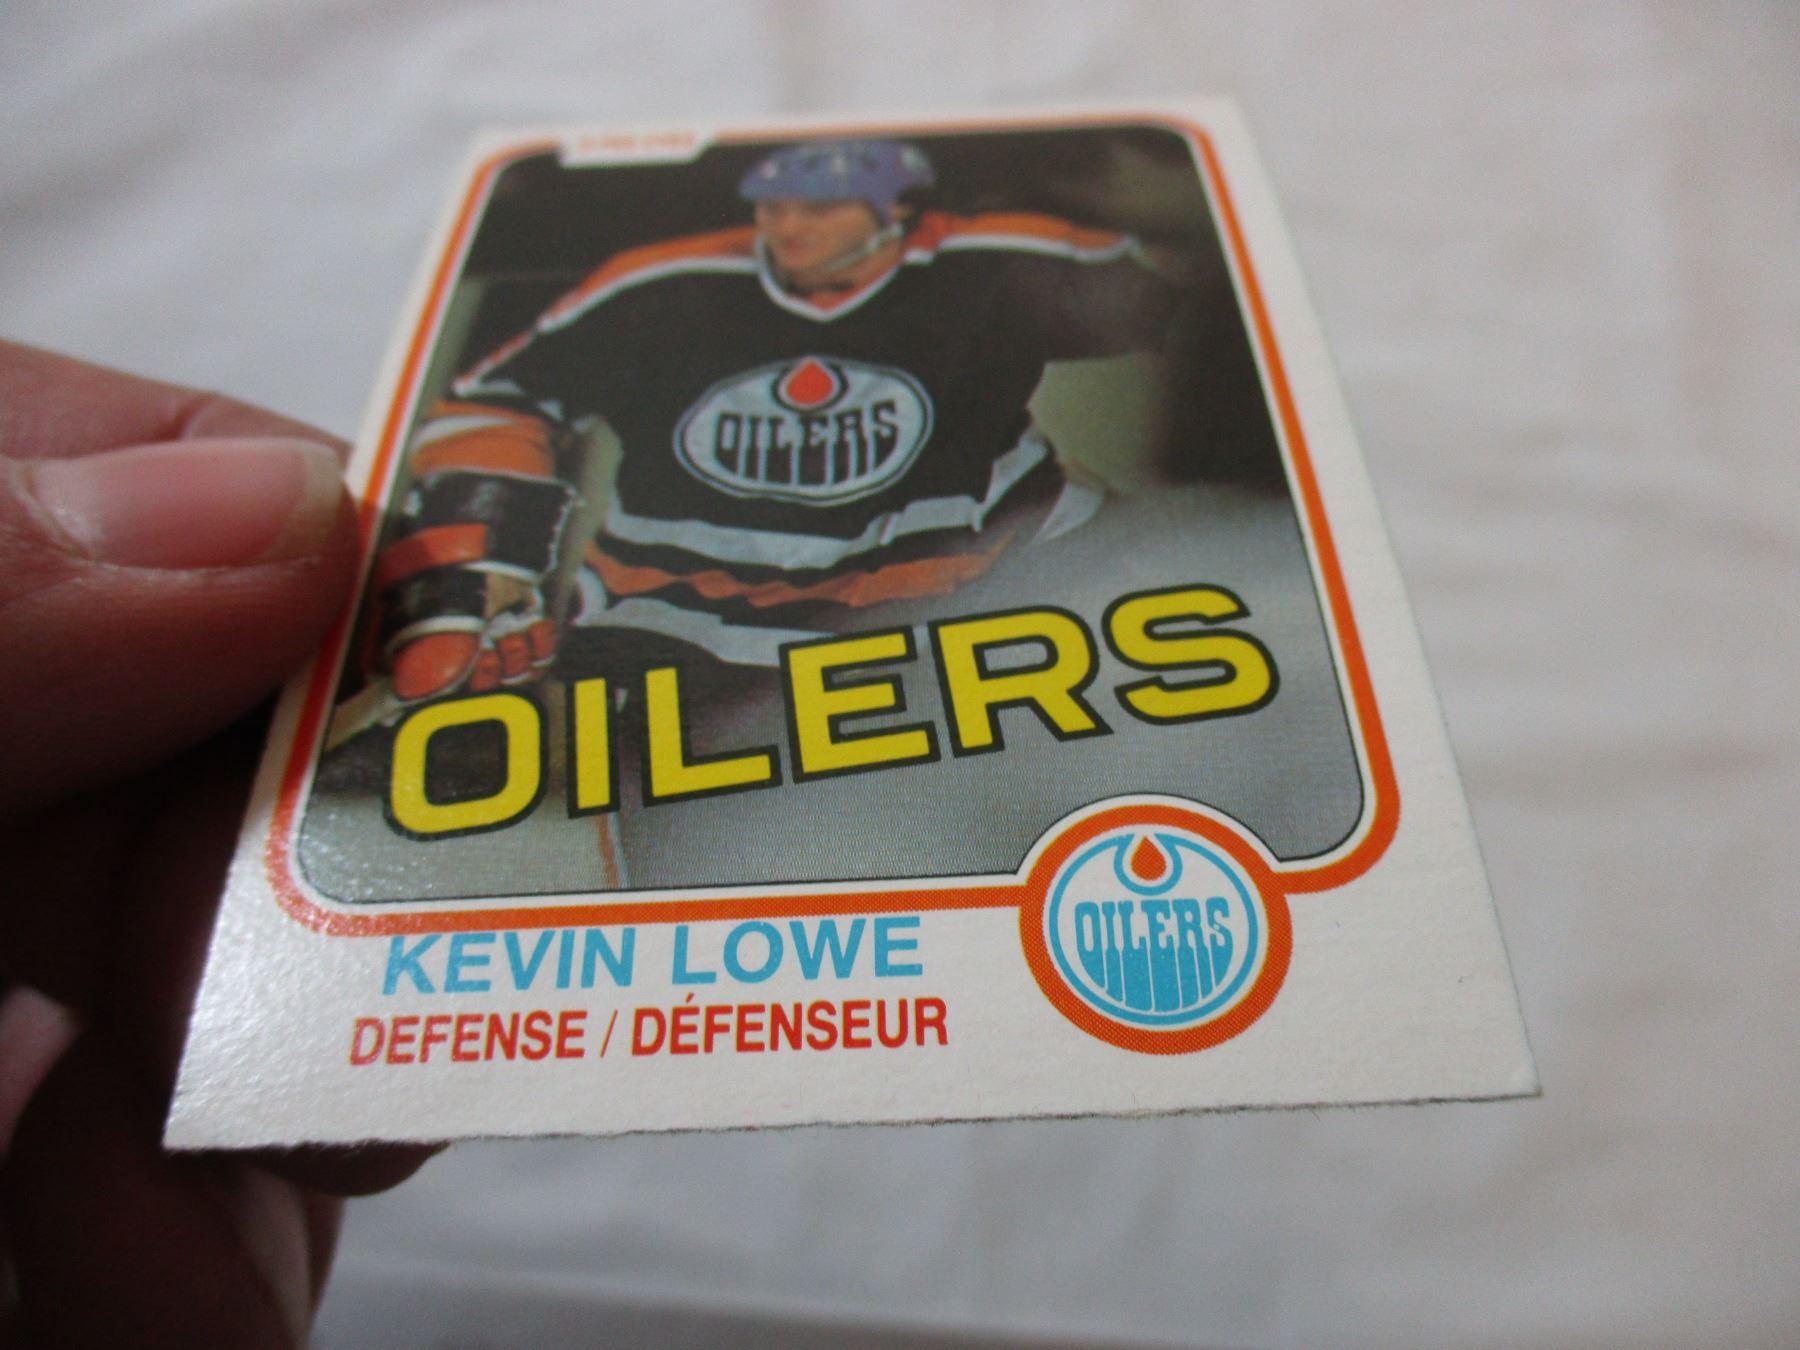 OILERS
OILERS
KEVIN LOWE
DEFENSE / DÉFENSEUR
OILERS